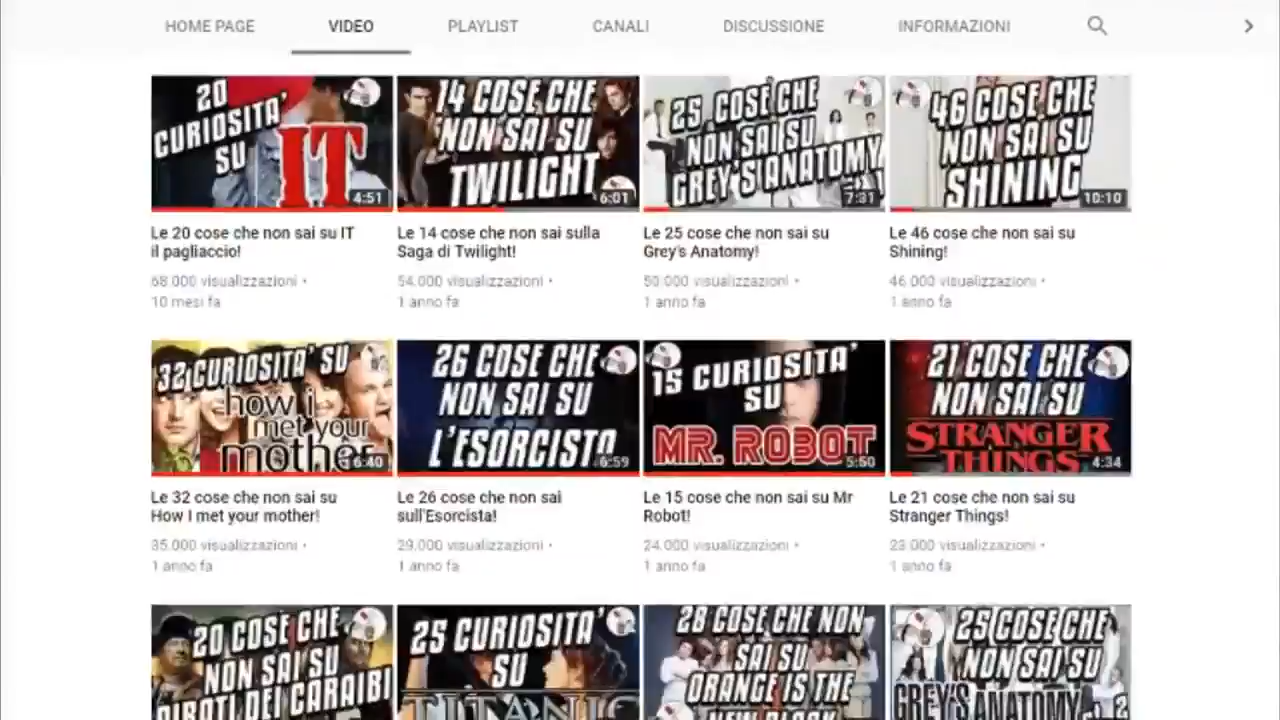 HOME PAGE VIDEO PLAYLIST CANALI DISCUSSIONE INFORMAZIONI
20
CURIOSITA'
SU
IT
4:51
14 COSE CHE
NON SAI SU
TWILIGHT
6:01
25 COSE CHE
NON SAI SU
GREY'S ANATOMY
7:31
46 COSE CHE
NON SAI SU
SHINING
10:10
Le 20 cose che non sai su IT
il pagliaccio!
68.000 visualizzazioni •
10 mesi fa
Le 14 cose che non sai sulla
Saga di Twilight!
54.000 visualizzazioni •
1 anno fa
Le 25 cose che non sai su
Grey's Anatomy!
50.000 visualizzazioni •
1 anno fa
Le 46 cose che non sai su
Shining!
46.000 visualizzazioni •
1 anno fa
32 CURIOSITA' SU
how i
met your
mother
6:40
26 COSE CHE
NON SAI SU
L'ESORCISTA
6:59
15 CURIOSITA'
SU
MR. ROBOT
5:50
21 COSE CHE
NON SAI SU
STRANGER
THINGS
4:34
Le 32 cose che non sai su
How I met your mother!
35.000 visualizzazioni •
1 anno fa
Le 26 cose che non sai
sull'Esorcista!
29.000 visualizzazioni •
1 anno fa
Le 15 cose che non sai su Mr
Robot!
24.000 visualizzazioni •
1 anno fa
Le 21 cose che non sai su
Stranger Things!
23.000 visualizzazioni •
1 anno fa
20 COSE CHE
NON SAI SU
PIRATI DEI CARAIBI
25 CURIOSITA'
SU
TITANIC
28 COSE CHE NON
SAI SU
ORANGE IS THE
NEW BLACK
25 COSE CHE
NON SAI SU
GREY'S ANATOMY